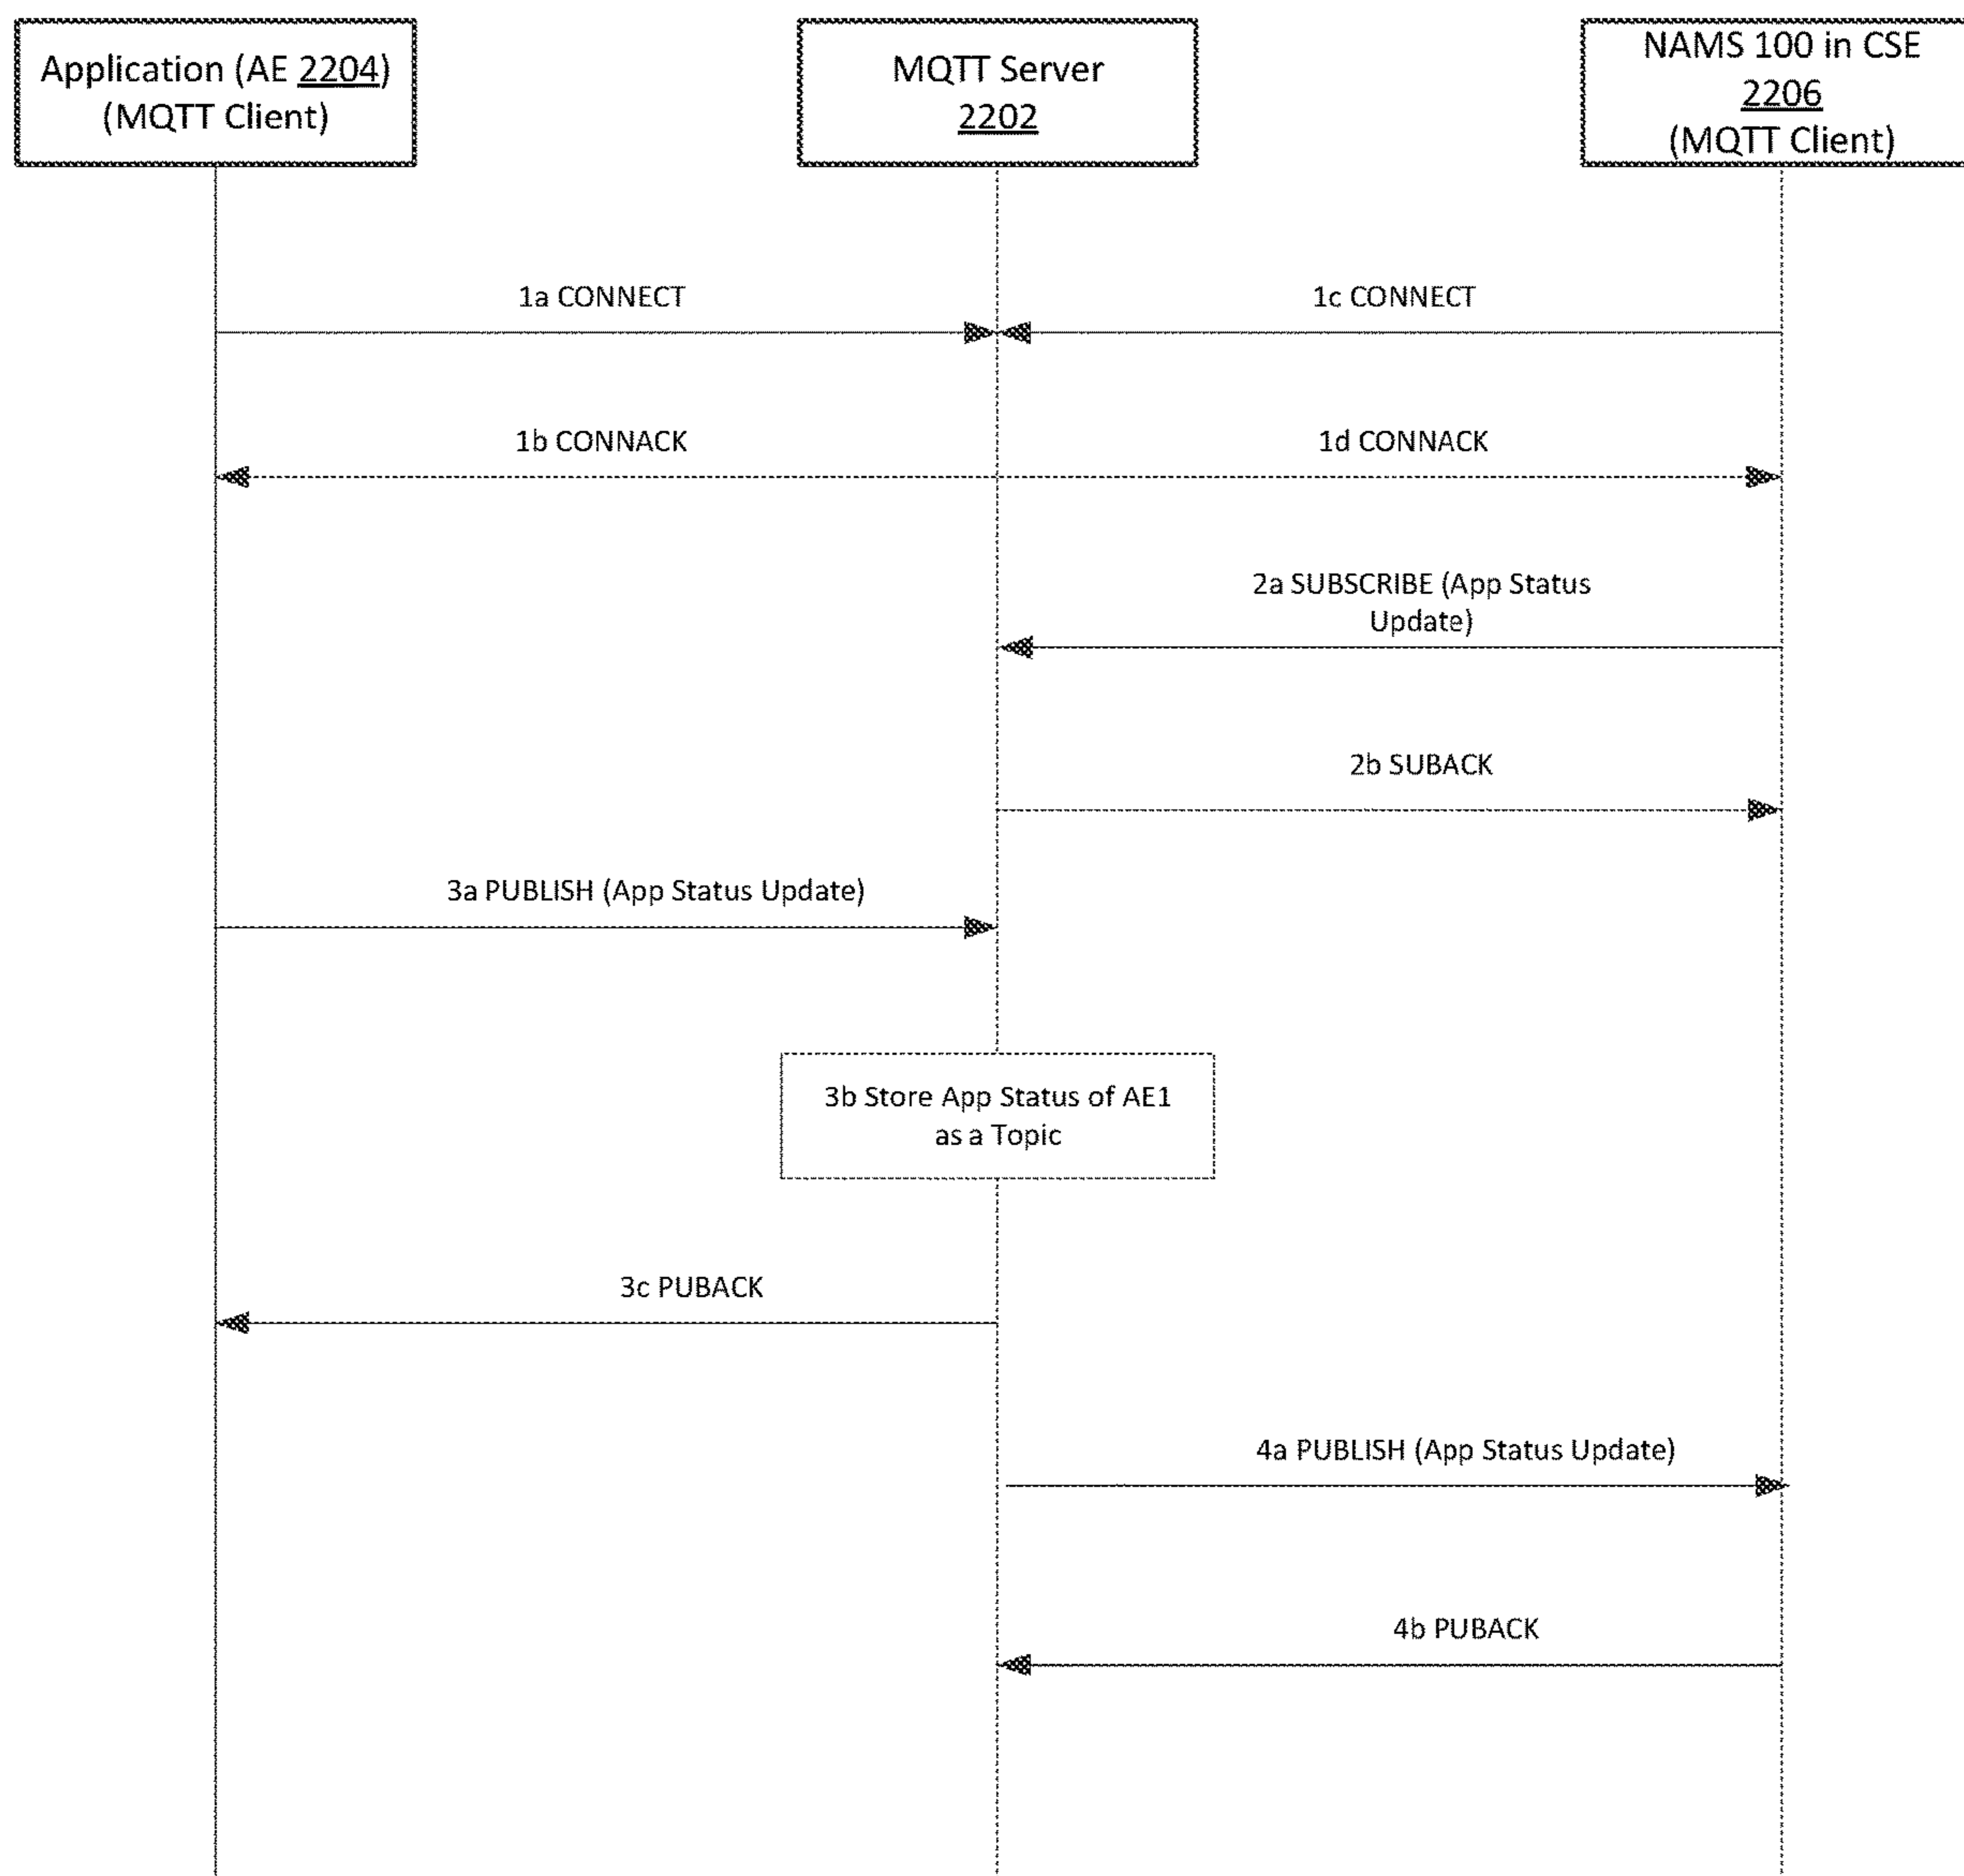 Application (AE 2204)
(MQTT Client)
MQTT Server
2202
NAMS 100 in CSE
2206
(MQTT Client)
1a CONNECT
1c CONNECT
1b CONNACK
1d CONNACK
2a SUBSCRIBE (App Status
Update)
2b SUBACK
3a PUBLISH (App Status Update)
3b Store App Status of AE1
as a Topic
3c PUBACK
4a PUBLISH (App Status Update)
4b PUBACK